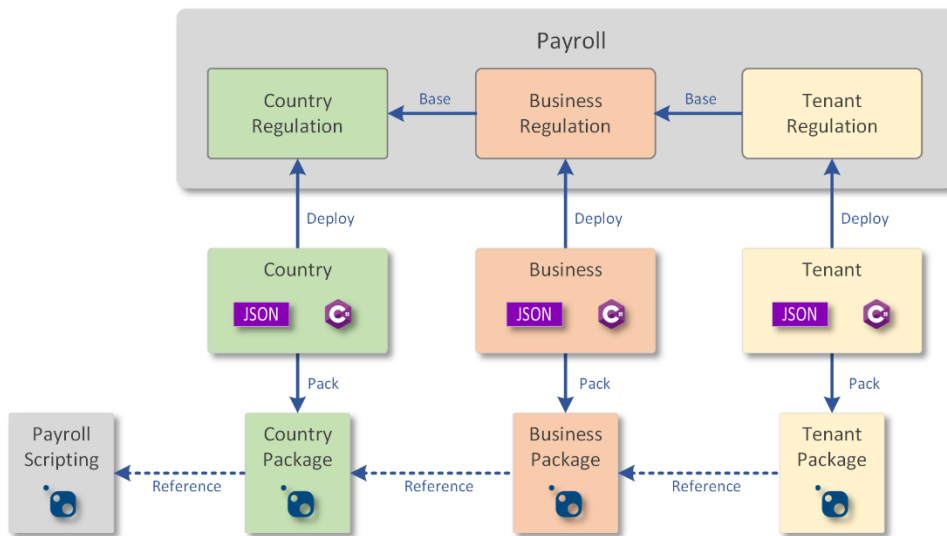 Payroll
Country
Regulation
Base
Business
Regulation
Base
Tenant
Regulation
Deploy
Deploy
Deploy
Country
JSON
C#
Business
JSON
C#
Tenant
JSON
C#
Pack
Pack
Pack
Payroll
Scripting
Reference
Country
Package
Reference
Business
Package
Reference
Tenant
Package